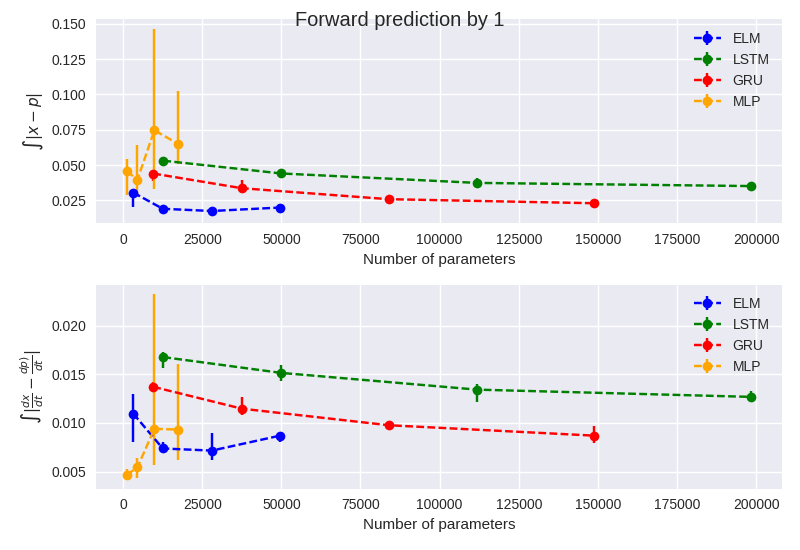 Forward prediction by 1
∫|x − p|
0.150
0.125
0.100
0.075
0.050
0.025
ELM
LSTM
GRU
MLP
0 25000 50000 75000 100000 125000 150000 175000 200000
Number of parameters
∫|dx/dt − dp)/dt|
0.020
0.015
0.010
0.005
ELM
LSTM
GRU
MLP
0 25000 50000 75000 100000 125000 150000 175000 200000
Number of parameters